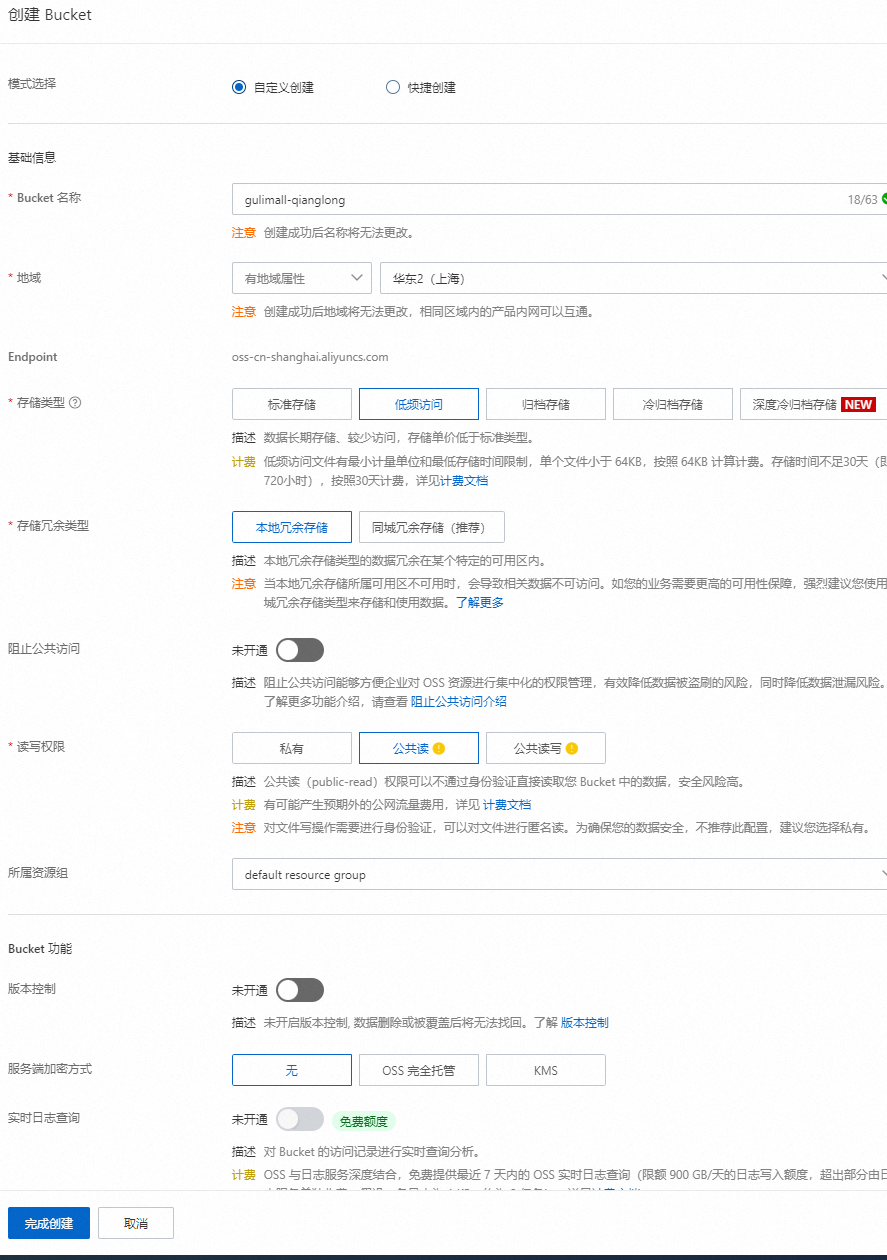 创建 Bucket
模式选择
自定义创建
快捷创建
基础信息
* Bucket 名称
gulimall-qianglong
18/63
注意 创建成功后名称将无法更改。
* 地域
有地域属性
华东2（上海）
注意 创建成功后地域将无法更改，相同区域内的产品内网可以互通。
Endpoint
oss-cn-shanghai.aliyuncs.com
* 存储类型
标准存储
低频访问
归档存储
冷归档存储
深度冷归档存储 NEW
描述 数据长期存储、较少访问，存储单价低于标准类型。
计费 低频访问文件有最小计量单位和最低存储时间限制，单个文件小于 64KB，按照 64KB 计算计费。存储时间不足30天（即
720小时），按照30天计费，详见计费文档
* 存储冗余类型
本地冗余存储
同城冗余存储（推荐）
描述 本地冗余存储类型的数据冗余在某个特定的可用区内。
注意 当本地冗余存储所属可用区不可用时，会导致相关数据不可访问。如您的业务需要更高的可用性保障，强烈建议您使用
城冗余存储类型来存储和使用数据。了解更多
阻止公共访问
未开通
描述 阻止公共访问能够方便企业对 OSS 资源进行集中化的权限管理，有效降低数据被盗刷的风险，同时降低数据泄漏风险。
了解更多功能介绍，请查看 阻止公共访问介绍
* 读写权限
私有
公共读
公共读写
描述 公共读（public-read）权限可以不通过身份验证直接读取您 Bucket 中的数据，安全风险高。
计费 有可能产生预期外的公网流量费用，详见 计费文档
注意 对文件写操作需要进行身份验证，可以对文件进行匿名读。为确保您的数据安全，不推荐此配置，建议您选择私有。
所属资源组
default resource group
Bucket 功能
版本控制
未开通
描述 未开启版本控制, 数据删除或被覆盖后将无法找回。了解 版本控制
服务端加密方式
无
OSS 完全托管
KMS
实时日志查询
未开通
免费额度
描述 对 Bucket 的访问记录进行实时查询分析。
计费 OSS 与日志服务深度结合，免费提供最近 7 天内的 OSS 实时日志查询（限额 900 GB/天的日志写入额度，超出部分由日
完成创建
取消